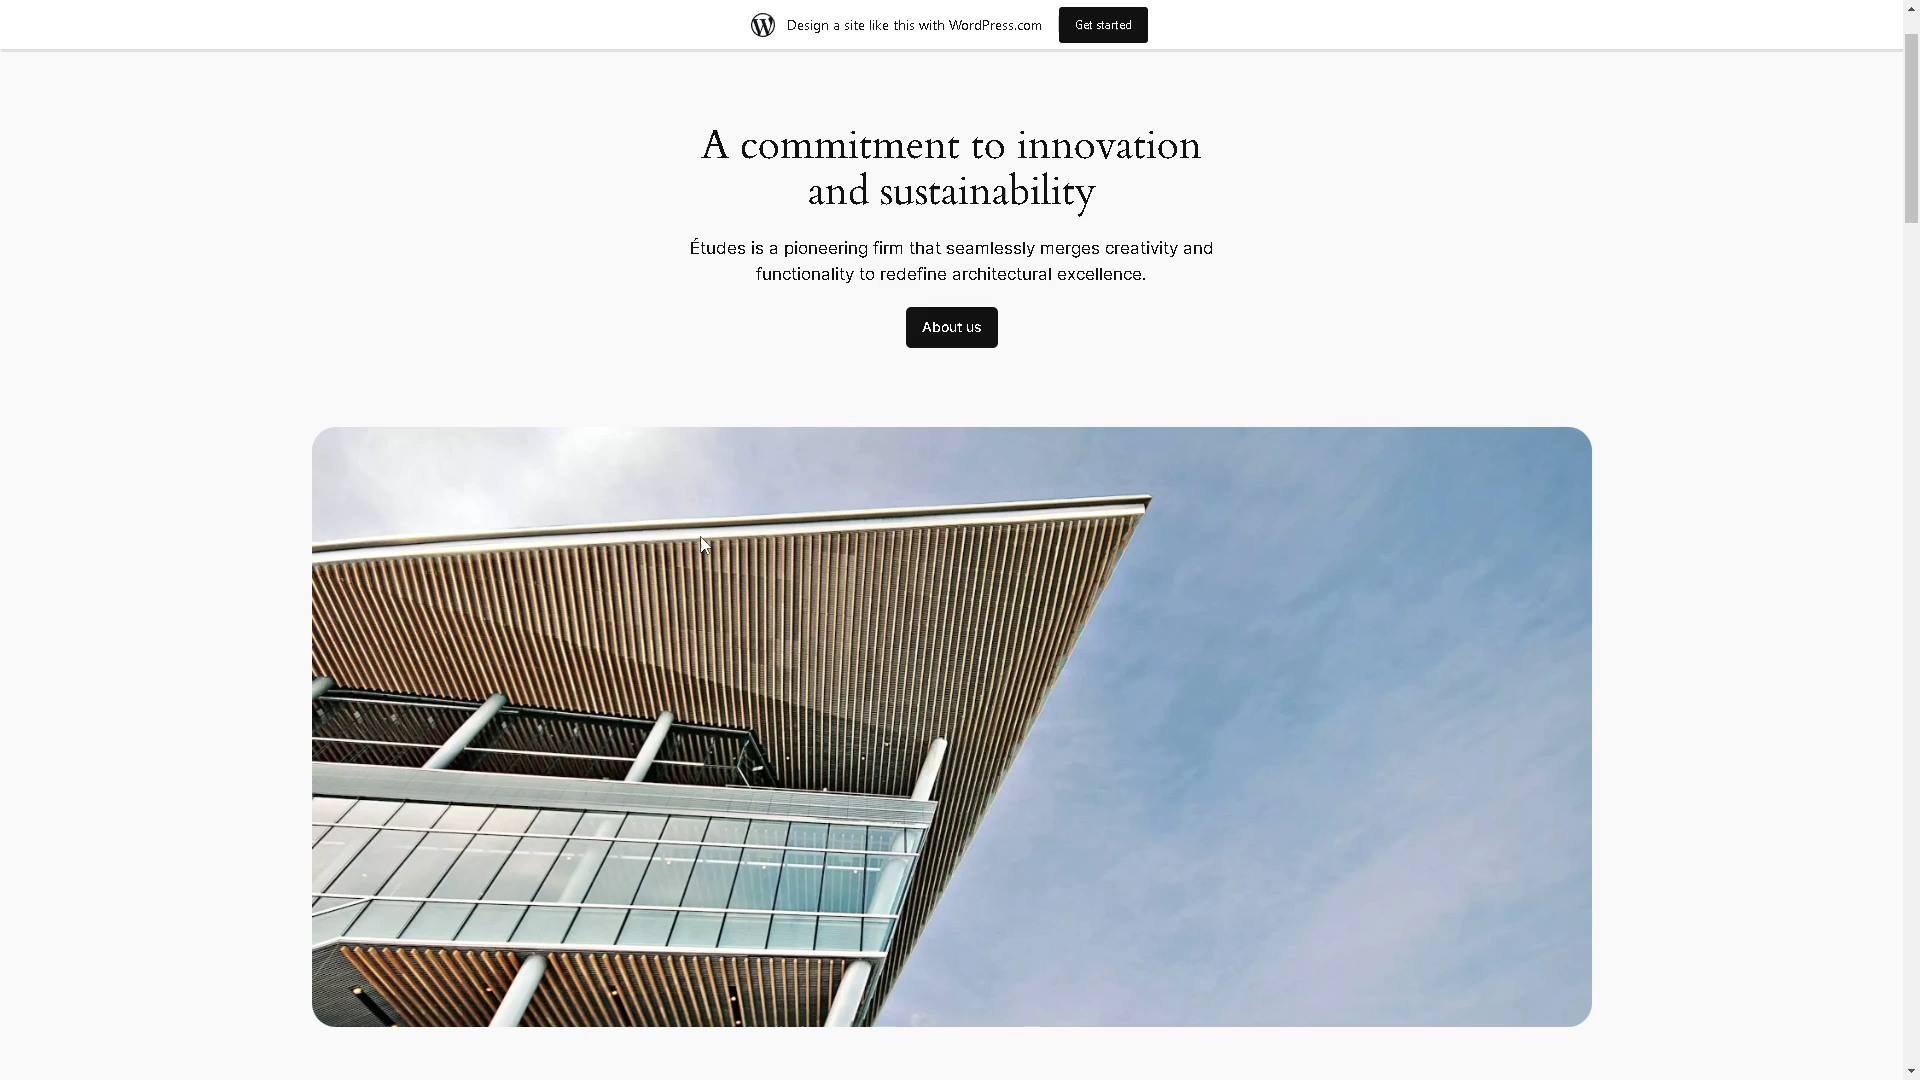 Design a site like this with WordPress.com
Get started
A commitment to innovation
and sustainability
Études is a pioneering firm that seamlessly merges creativity and
functionality to redefine architectural excellence.
About us